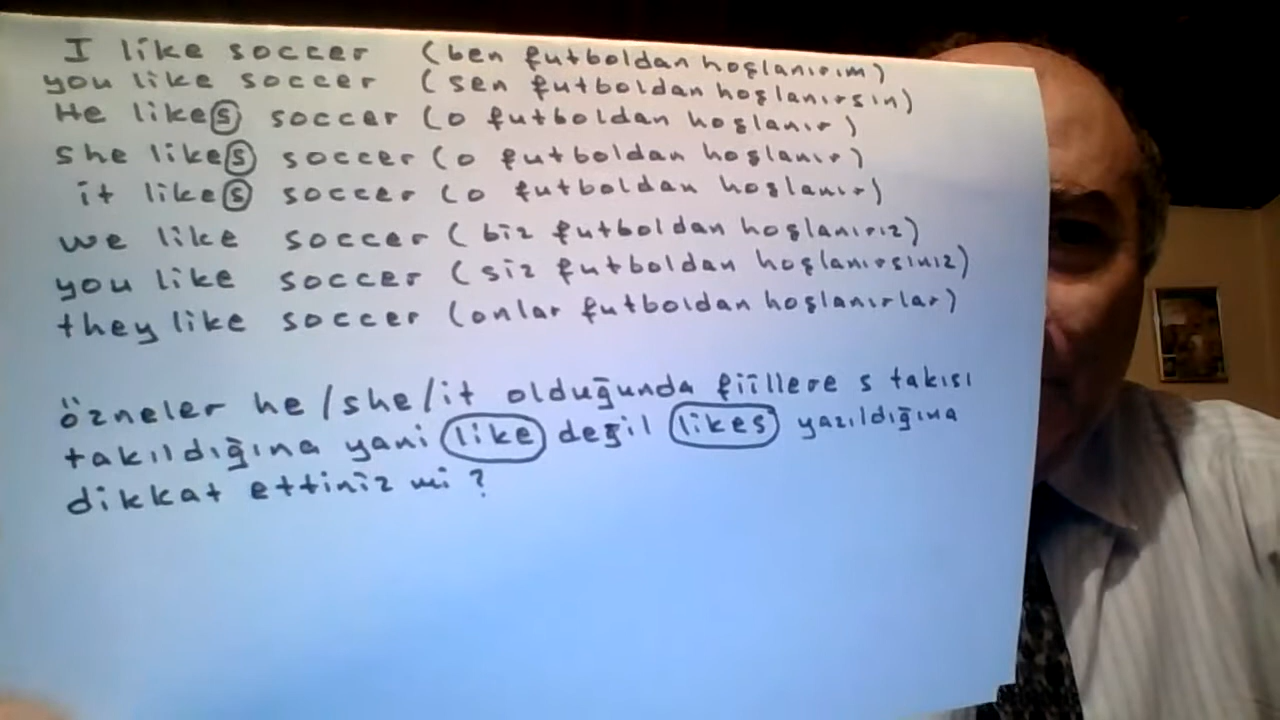 I like soccer (ben futboldan hoşlanırım)
you like soccer (sen futboldan hoşlanırsın)
He likes soccer (o futboldan hoşlanır)
she likes soccer (o futboldan hoşlanır)
it likes soccer (o futboldan hoşlanır)
we like soccer (biz futboldan hoşlanırız)
you like soccer (siz futboldan hoşlanırsınız)
they like soccer (onlar futboldan hoşlanırlar)
özneler he/she/it olduğunda fiillere s takısı
takıldığına yani like değil likes yazıldığına
dikkat ettiniz mi?